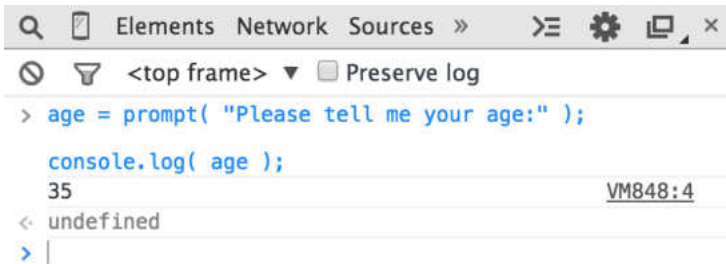 Elements Network Sources »
<top frame> ▼ Preserve log
> age = prompt( "Please tell me your age:" );
console.log( age );
35 VM848:4
undefined
>